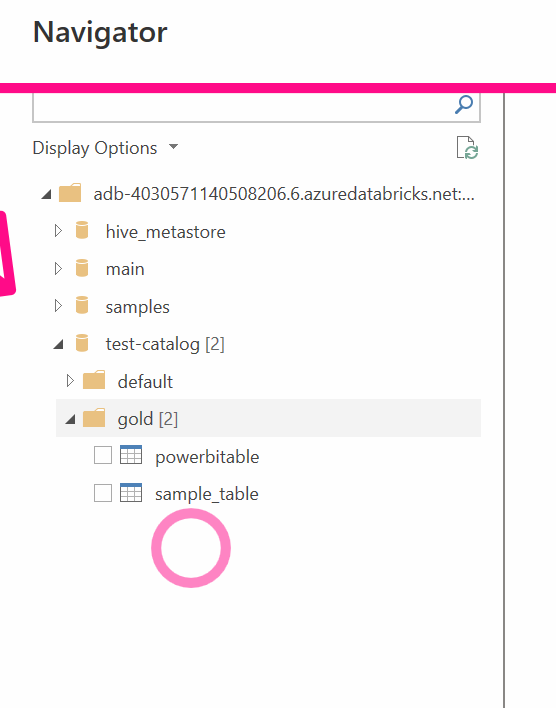 Navigator
Display Options
adb-4030571140508206.6.azuredatabricks.net:...
hive_metastore
main
samples
test-catalog [2]
default
gold [2]
powerbitable
sample_table